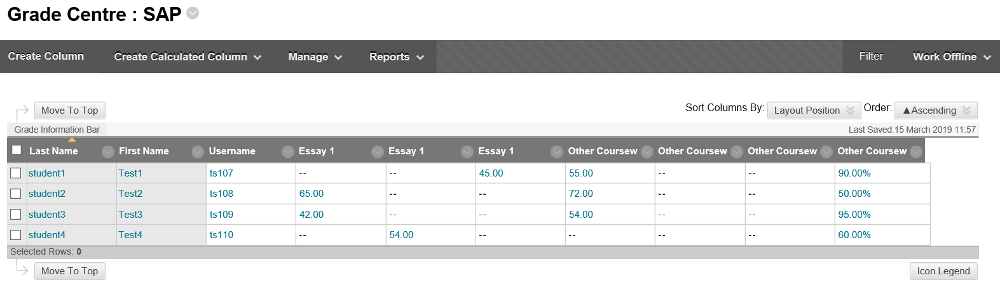 Grade Centre : SAP
Create Column Create Calculated Column Manage Reports Filter Work Offline
Move To Top Sort Columns By: Layout Position Order: ▲Ascending
Grade Information Bar Last Saved:15 March 2019 11:57
Last Name First Name Username Essay 1 Essay 1 Essay 1 Other Coursew Other Coursew Other Coursew Other Coursew
student1 Test1 ts107 -- -- 45.00 55.00 -- -- 90.00%
student2 Test2 ts108 65.00 -- -- 72.00 -- -- 50.00%
student3 Test3 ts109 42.00 -- -- 54.00 -- -- 95.00%
student4 Test4 ts110 -- 54.00 -- -- -- -- 60.00%
Selected Rows: 0
Move To Top Icon Legend